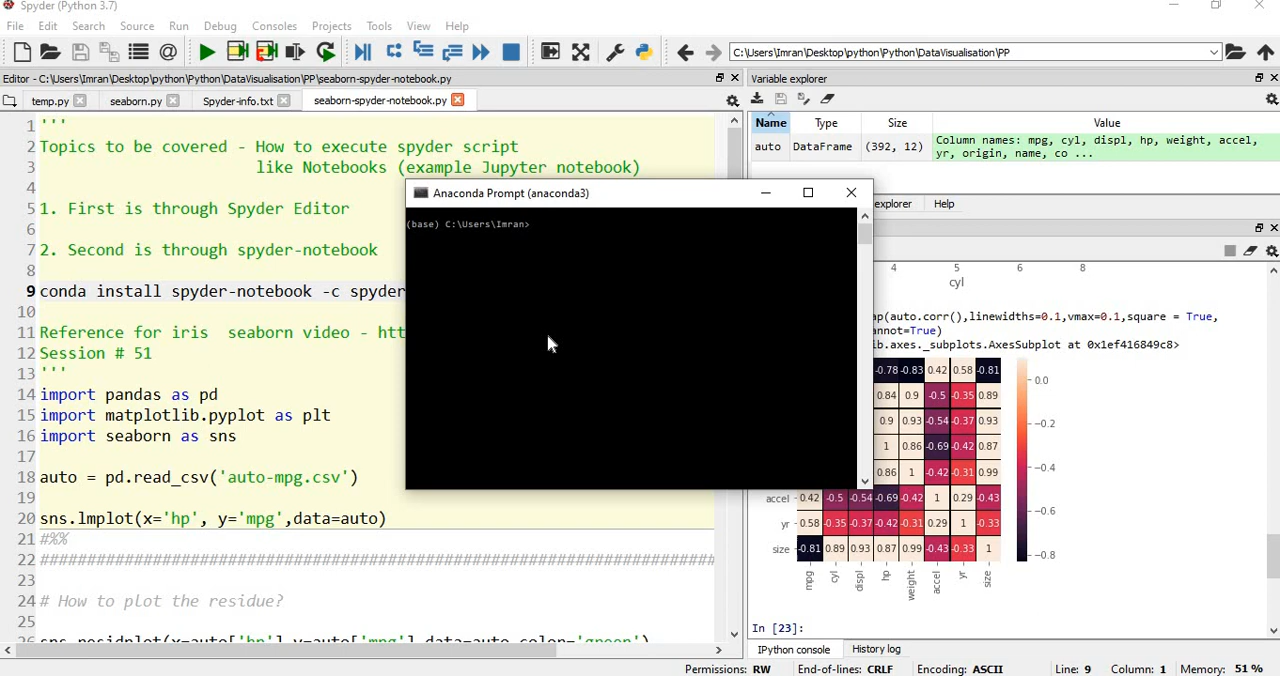 Spyder (Python 3.7)
File Edit Search Source Run Debug Consoles Projects Tools View Help
C:\Users\Imran\Desktop\python\Python\DataVisualisation\PP
Editor - C:\Users\Imran\Desktop\python\Python\DataVisualisation\PP\seaborn-spyder-notebook.py
temp.py seaborn.py Spyder-info.txt seaborn-spyder-notebook.py
1 '''
2 Topics to be covered - How to execute spyder script
3 like Notebooks (example Jupyter notebook)
4
5 1. First is through Spyder Editor
6
7 2. Second is through spyder-notebook
8
9 conda install spyder-notebook -c spyder
10
11 Reference for iris seaborn video - htt
12 Session # 51
13 '''
14 import pandas as pd
15 import matplotlib.pyplot as plt
16 import seaborn as sns
17
18 auto = pd.read_csv('auto-mpg.csv')
19
20 sns.lmplot(x='hp', y='mpg',data=auto)
21 #%%
22 ########################################################################
23
24 # How to plot the residue?
25
26 sns.residplot(x=auto['hp'],y=auto['mpg'],data=auto,color='green')
Anaconda Prompt (anaconda3)
(base) C:\Users\Imran>
Variable explorer
Name Type Size Value
auto DataFrame (392, 12) Column names: mpg, cyl, displ, hp, weight, accel,
yr, origin, name, co ...
explorer Help
4 5 6 8
cyl
ap(auto.corr(),linewidths=0.1,vmax=0.1,square = True,
annot=True)
ib.axes._subplots.AxesSubplot at 0x1ef416849c8>
-0.78 -0.83 0.42 0.58 -0.81
0.84 0.9 -0.5 -0.35 0.89
0.9 0.93 -0.54 -0.37 0.93
1 0.86 -0.69 -0.42 0.87
0.86 1 -0.42 -0.31 0.99
accel 0.42 -0.5 -0.54 -0.69 -0.42 1 0.29 -0.43
yr 0.58 -0.35 -0.37 -0.42 -0.31 0.29 1 -0.33
size -0.81 0.89 0.93 0.87 0.99 -0.43 -0.33 1
mpg cyl displ hp weight accel yr size
0.0
-0.2
-0.4
-0.6
-0.8
In [23]:
IPython console History log
Permissions: RW End-of-lines: CRLF Encoding: ASCII Line: 9 Column: 1 Memory: 51 %